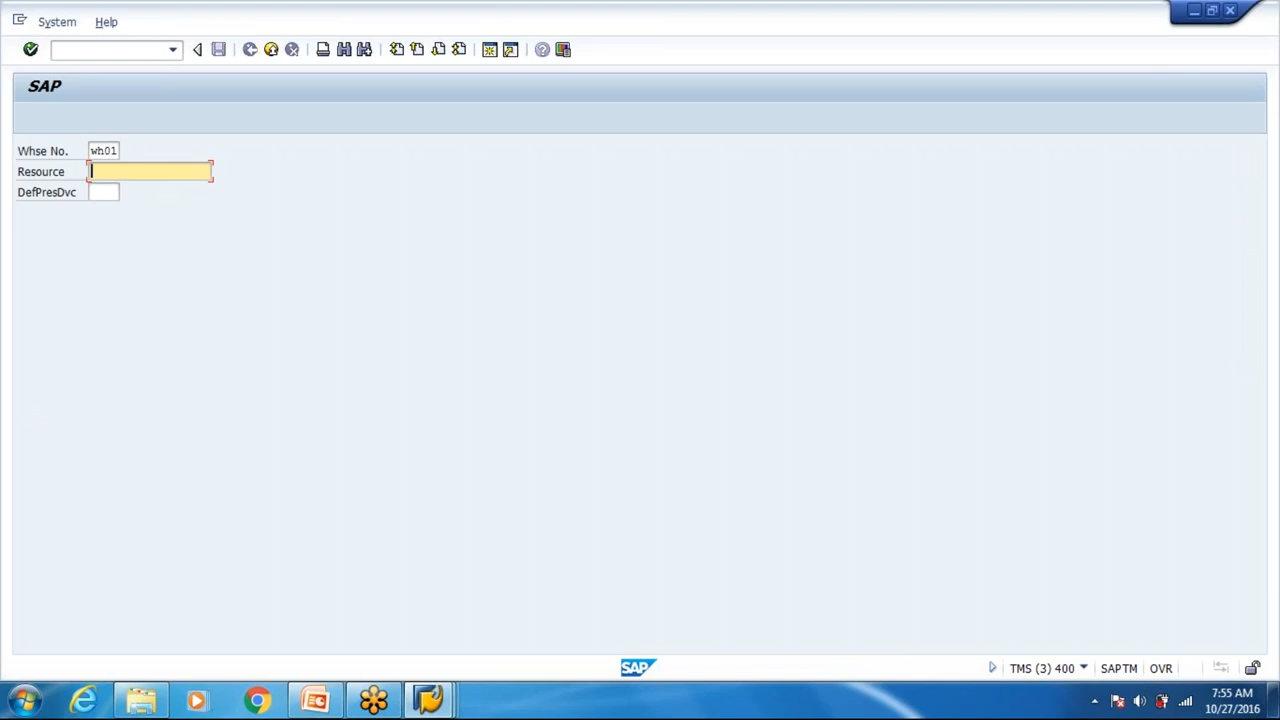 System Help
SAP
Whse No. wh01
Resource
DefPresDvc
SAP
TMS (3) 400 SAPTM OVR
7:55 AM
10/27/2016